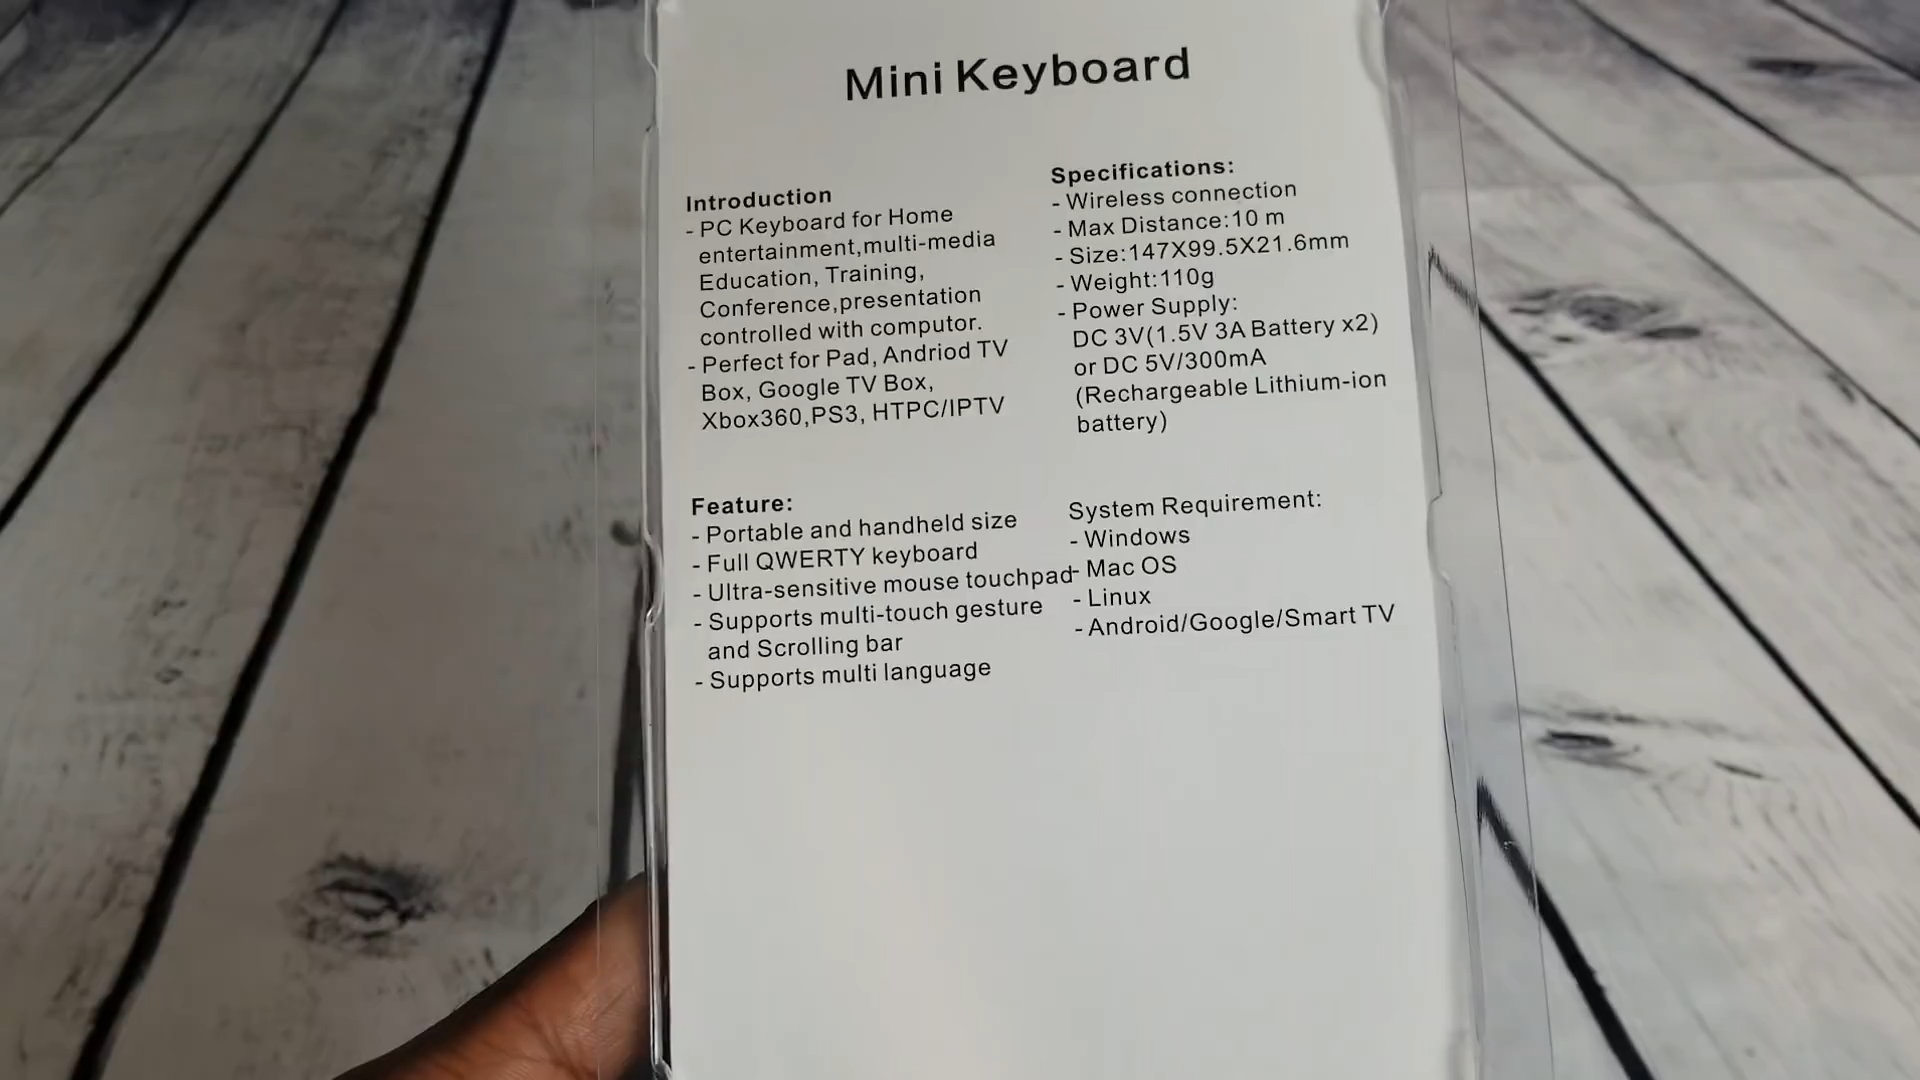 Mini Keyboard
Introduction
- PC Keyboard for Home
entertainment,multi-media
Education, Training,
Conference,presentation
controlled with computor.
- Perfect for Pad, Andriod TV
Box, Google TV Box,
Xbox360,PS3, HTPC/IPTV
Feature:
- Portable and handheld size
- Full QWERTY keyboard
- Ultra-sensitive mouse touchpad
- Supports multi-touch gesture
and Scrolling bar
- Supports multi language
Specifications:
- Wireless connection
- Max Distance:10 m
- Size:147X99.5X21.6mm
- Weight:110g
- Power Supply:
DC 3V(1.5V 3A Battery x2)
or DC 5V/300mA
(Rechargeable Lithium-ion
battery)
System Requirement:
- Windows
- Mac OS
- Linux
- Android/Google/Smart TV